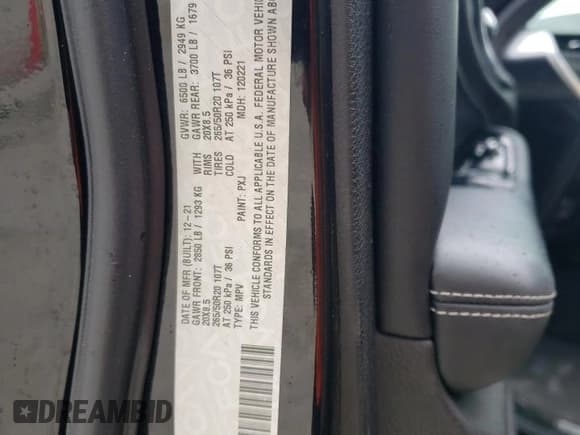 DATE OF MFR (BUILT): 12-21 GVWR: 6500 LB / 2949 KG
GAWR FRONT: 2850 LB / 1293 KG WITH GAWR REAR: 3700 LB / 1679
20X8.5 RIMS 20X8.5
265/50R20 107T TIRES 265/50R20 107T
AT 250 kPa / 36 PSI COLD AT 250 kPa / 36 PSI
TYPE: MPV PAINT: PXJ MDH: 120221
THIS VEHICLE CONFORMS TO ALL APPLICABLE U.S.A. FEDERAL MOTOR VEHIC
STANDARDS IN EFFECT ON THE DATE OF MANUFACTURE SHOWN ABO
DREAMBID